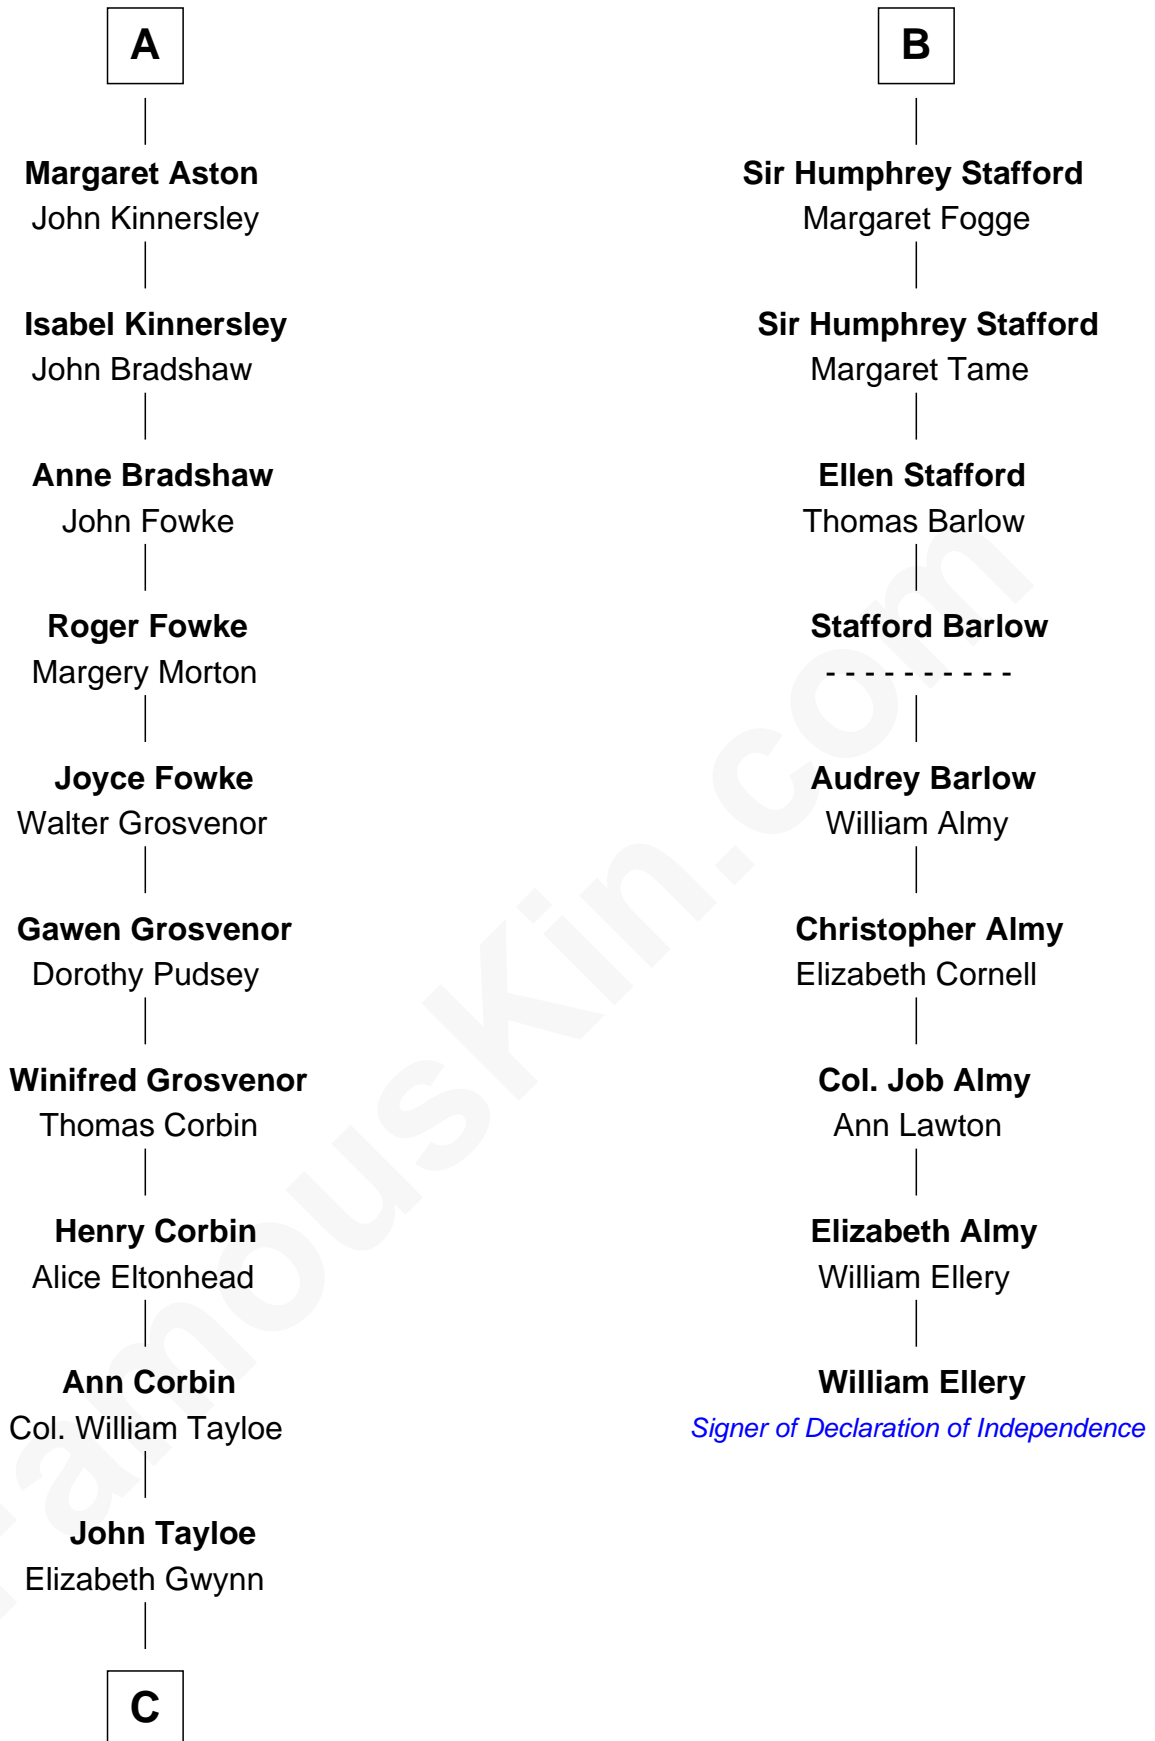 A
Margaret Aston
John Kinnersley
Isabel Kinnersley
John Bradshaw
Anne Bradshaw
John Fowke
Roger Fowke
Margery Morton
Joyce Fowke
Walter Grosvenor
Gawen Grosvenor
Dorothy Pudsey
Winifred Grosvenor
Thomas Corbin
Henry Corbin
Alice Eltonhead
Ann Corbin
Col. William Tayloe
John Tayloe
Elizabeth Gwynn
C
B
Sir Humphrey Stafford
Margaret Fogge
Sir Humphrey Stafford
Margaret Tame
Ellen Stafford
Thomas Barlow
Stafford Barlow
- - - - - - - - - -
Audrey Barlow
William Almy
Christopher Almy
Elizabeth Cornell
Col. Job Almy
Ann Lawton
Elizabeth Almy
William Ellery
William Ellery
Signer of Declaration of Independence
FamousKin.com